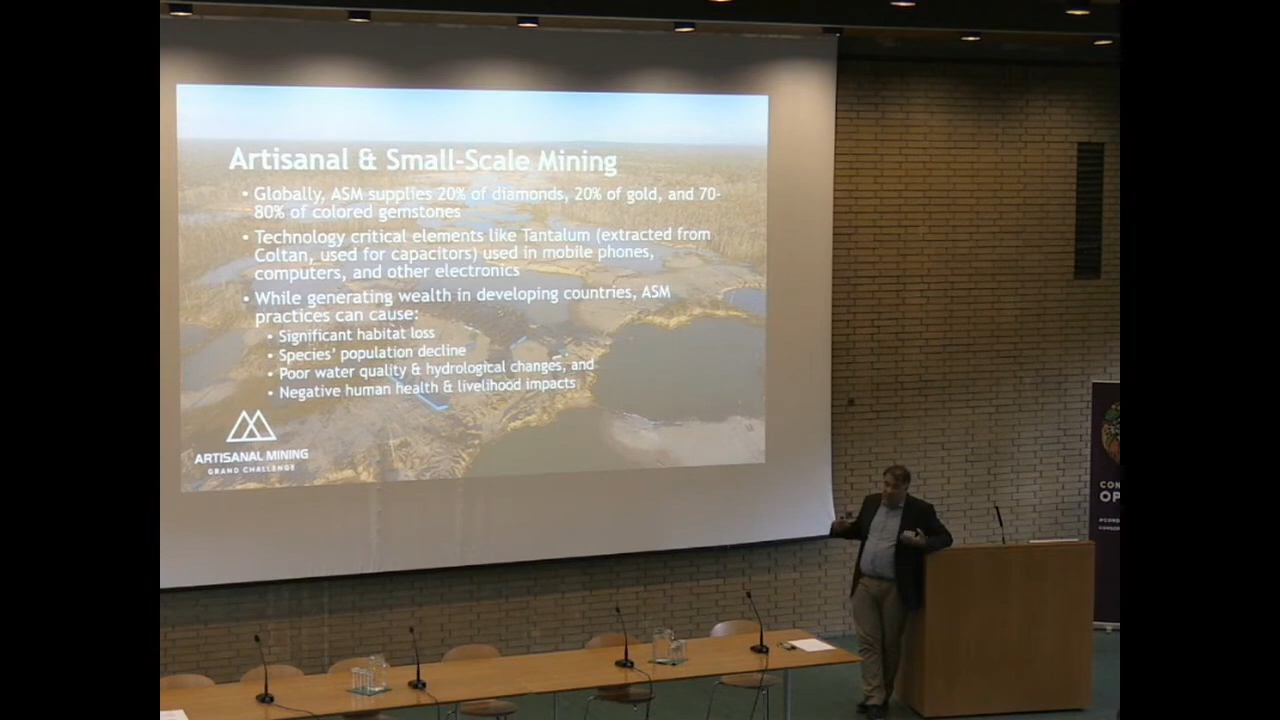 Artisanal & Small-Scale Mining
• Globally, ASM supplies 20% of diamonds, 20% of gold, and 70-
80% of colored gemstones
• Technology critical elements like Tantalum (extracted from
Coltan, used for capacitors) used in mobile phones,
computers, and other electronics
• While generating wealth in developing countries, ASM
practices can cause:
• Significant habitat loss
• Species' population decline
• Poor water quality & hydrological changes, and
• Negative human health & livelihood impacts
ARTISANAL MINING
GRAND CHALLENGE
CON
OP